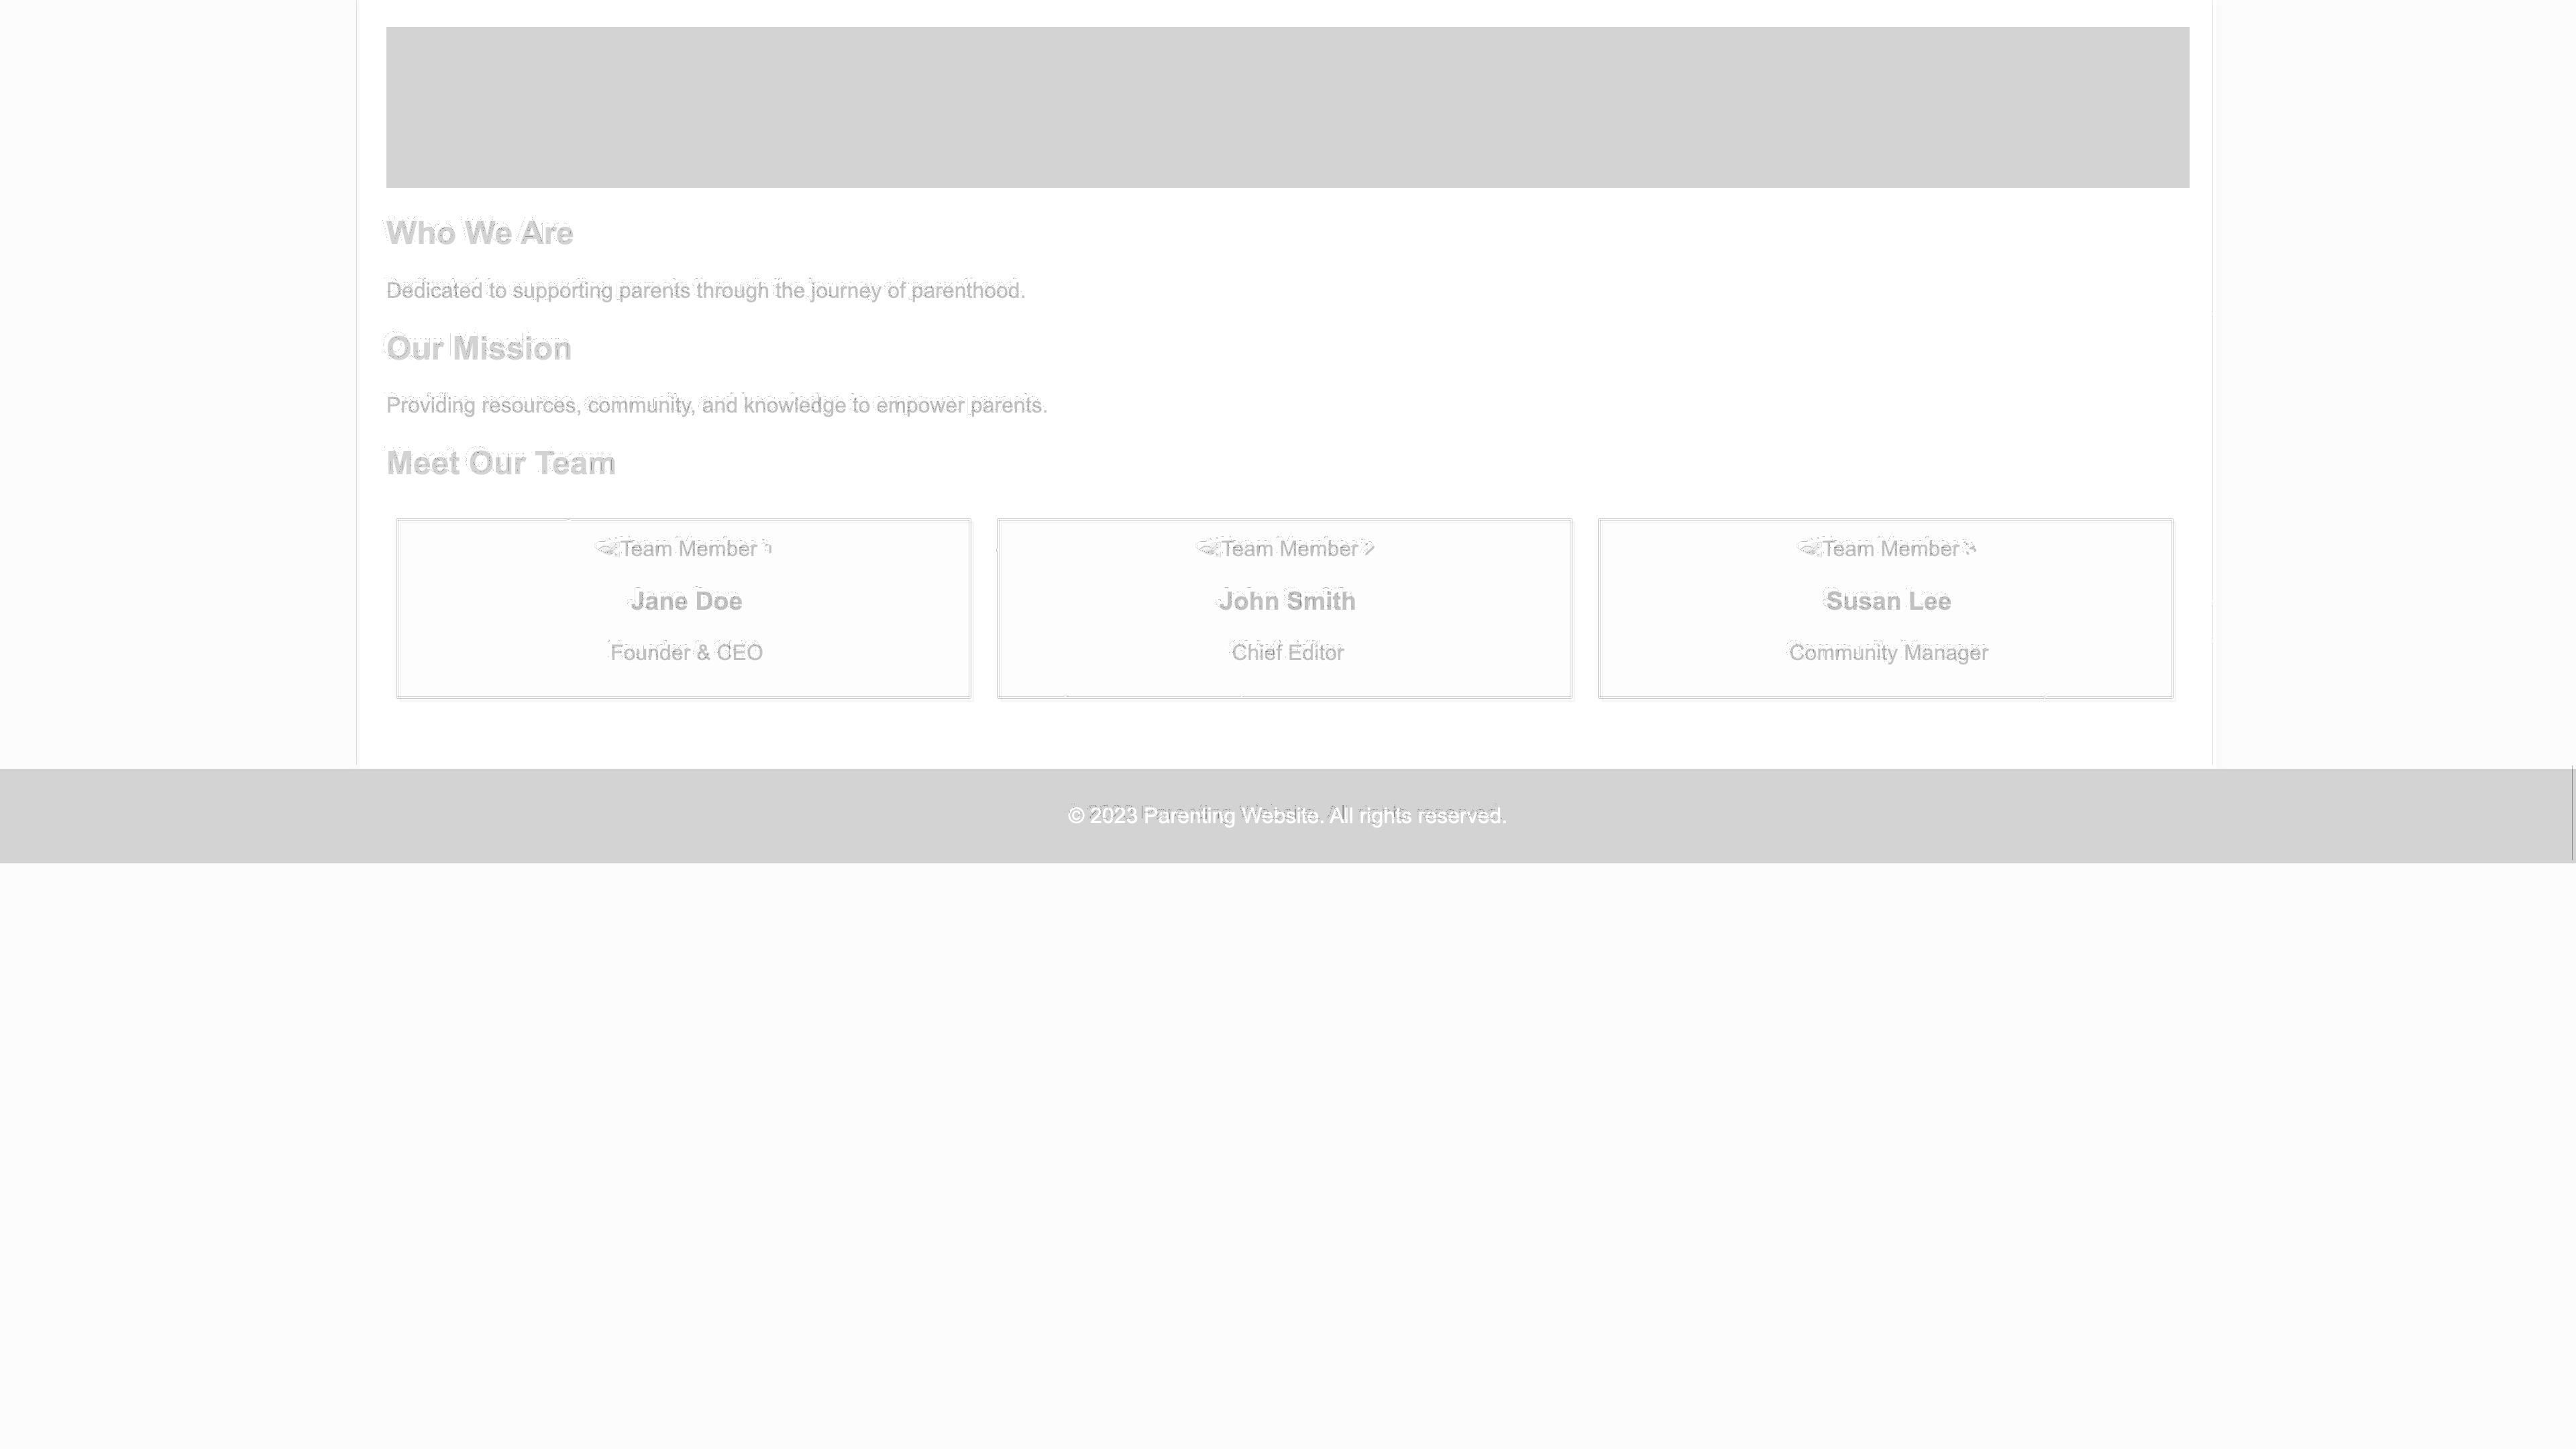 Who We Are
Dedicated to supporting parents through the journey of parenthood.
Our Mission
Providing resources, community, and knowledge to empower parents.
Meet Our Team
Team Member
Jane Doe
Founder & CEO
Team Member 2
John Smith
Chief Editor
Team Member
Susan Lee
Community Manager
© 2023 Parenting Website. All rights reserved.